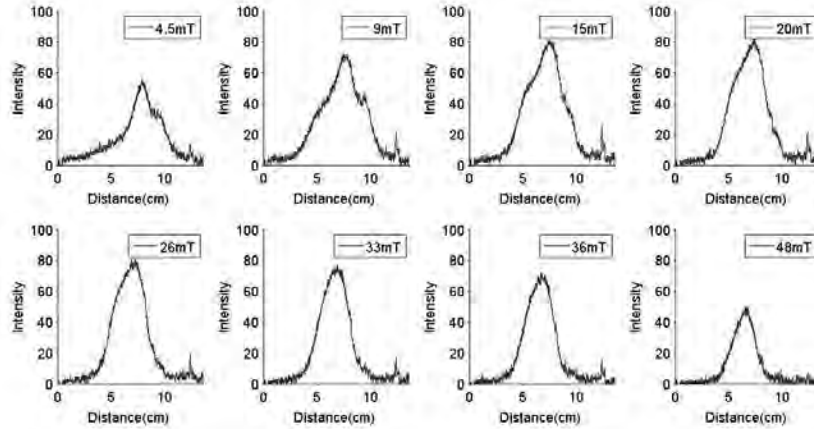 100 100 100 100
4.5mT 9mT 15mT 20mT
80 80 80 80
60 60 60 60
Intensity Intensity Intensity Intensity
40 40 40 40
20 20 20 20
0 0 0 0
0 5 10 0 5 10 0 5 10 0 5 10
Distance(cm) Distance(cm) Distance(cm) Distance(cm)
100 100 100 100
26mT 33mT 36mT 48mT
80 80 80 80
60 60 60 60
Intensity Intensity Intensity Intensity
40 40 40 40
20 20 20 20
0 0 0 0
0 5 10 0 5 10 0 5 10 0 5 10
Distance(cm) Distance(cm) Distance(cm) Distance(cm)